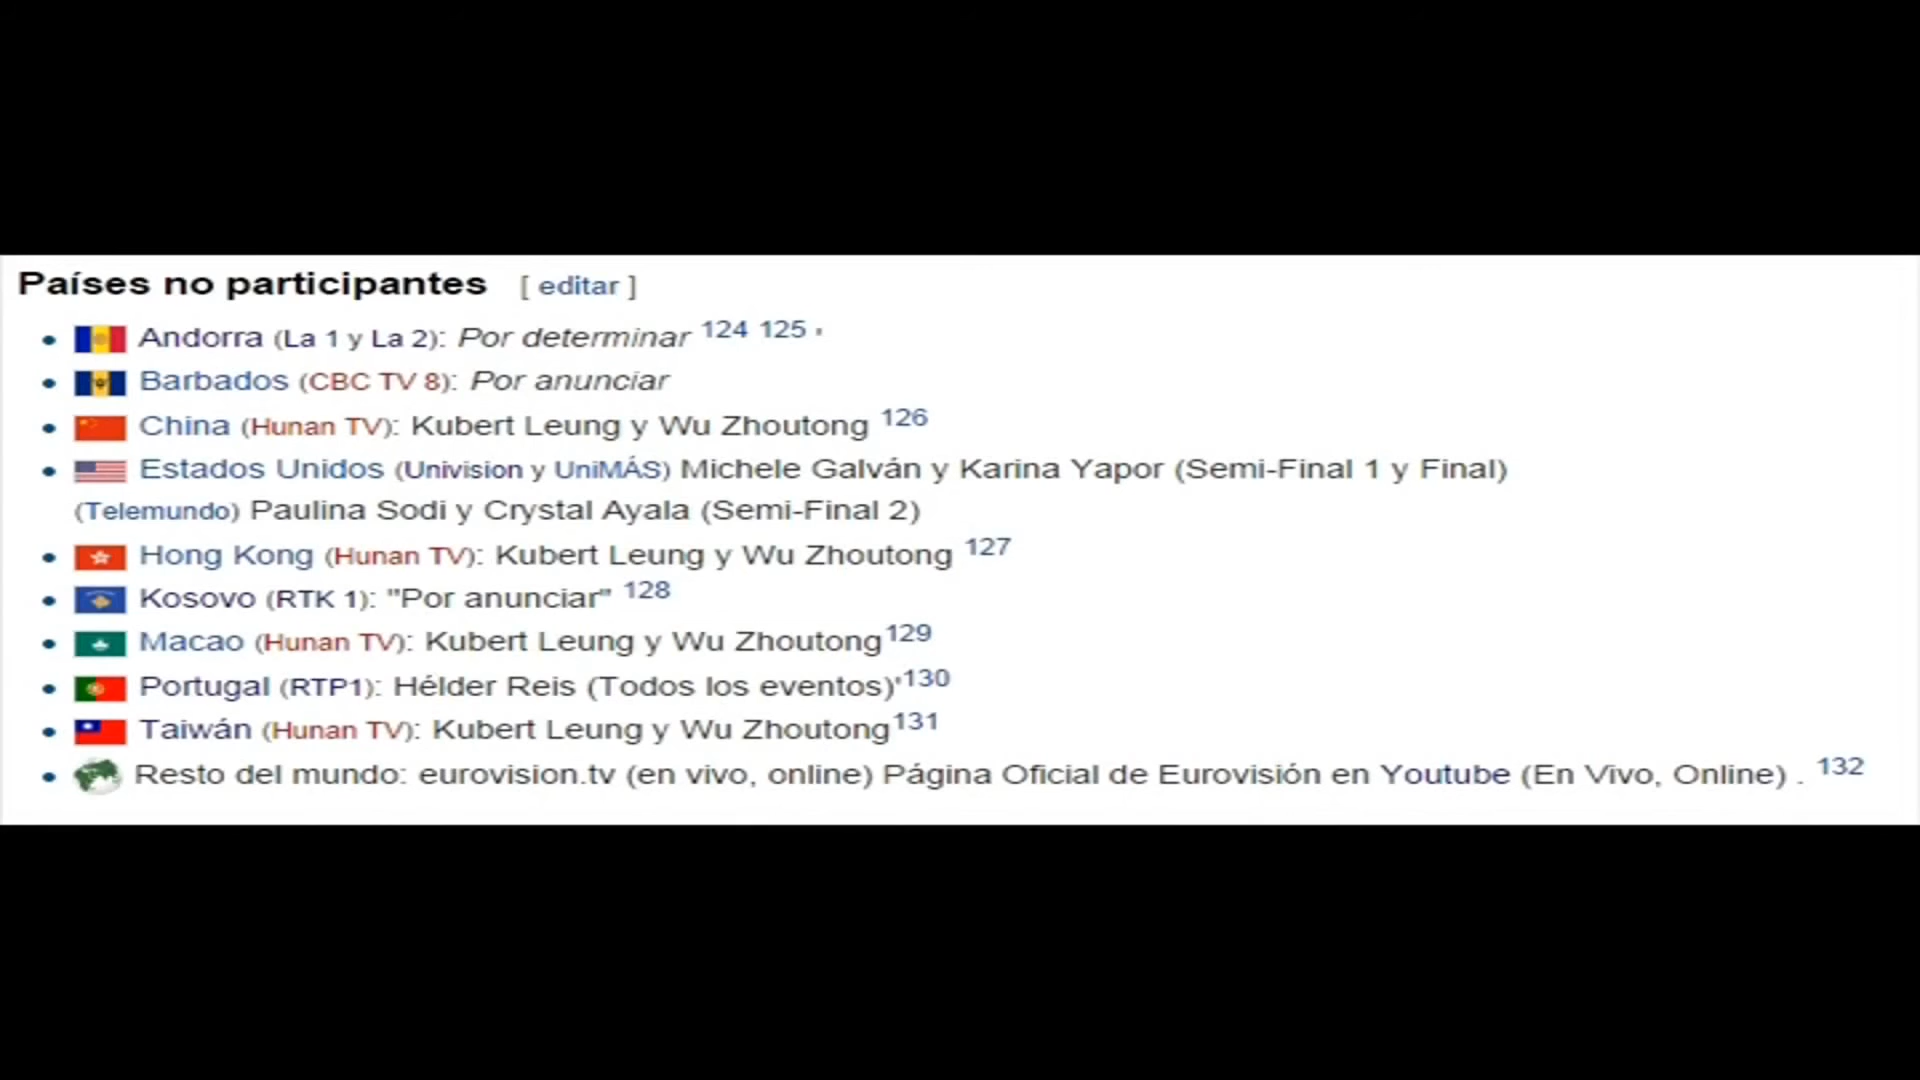 Países no participantes [ editar ]
Andorra (La 1 y La 2): Por determinar 124 125 ,
Barbados (CBC TV 8): Por anunciar
China (Hunan TV): Kubert Leung y Wu Zhoutong 126
Estados Unidos (Univision y UniMÁS) Michele Galván y Karina Yapor (Semi-Final 1 y Final)
(Telemundo) Paulina Sodi y Crystal Ayala (Semi-Final 2)
Hong Kong (Hunan TV): Kubert Leung y Wu Zhoutong 127
Kosovo (RTK 1): "Por anunciar" 128
Macao (Hunan TV): Kubert Leung y Wu Zhoutong 129
Portugal (RTP1): Hélder Reis (Todos los eventos)' 130
Taiwán (Hunan TV): Kubert Leung y Wu Zhoutong 131
Resto del mundo: eurovision.tv (en vivo, online) Página Oficial de Eurovisión en Youtube (En Vivo, Online) . 132